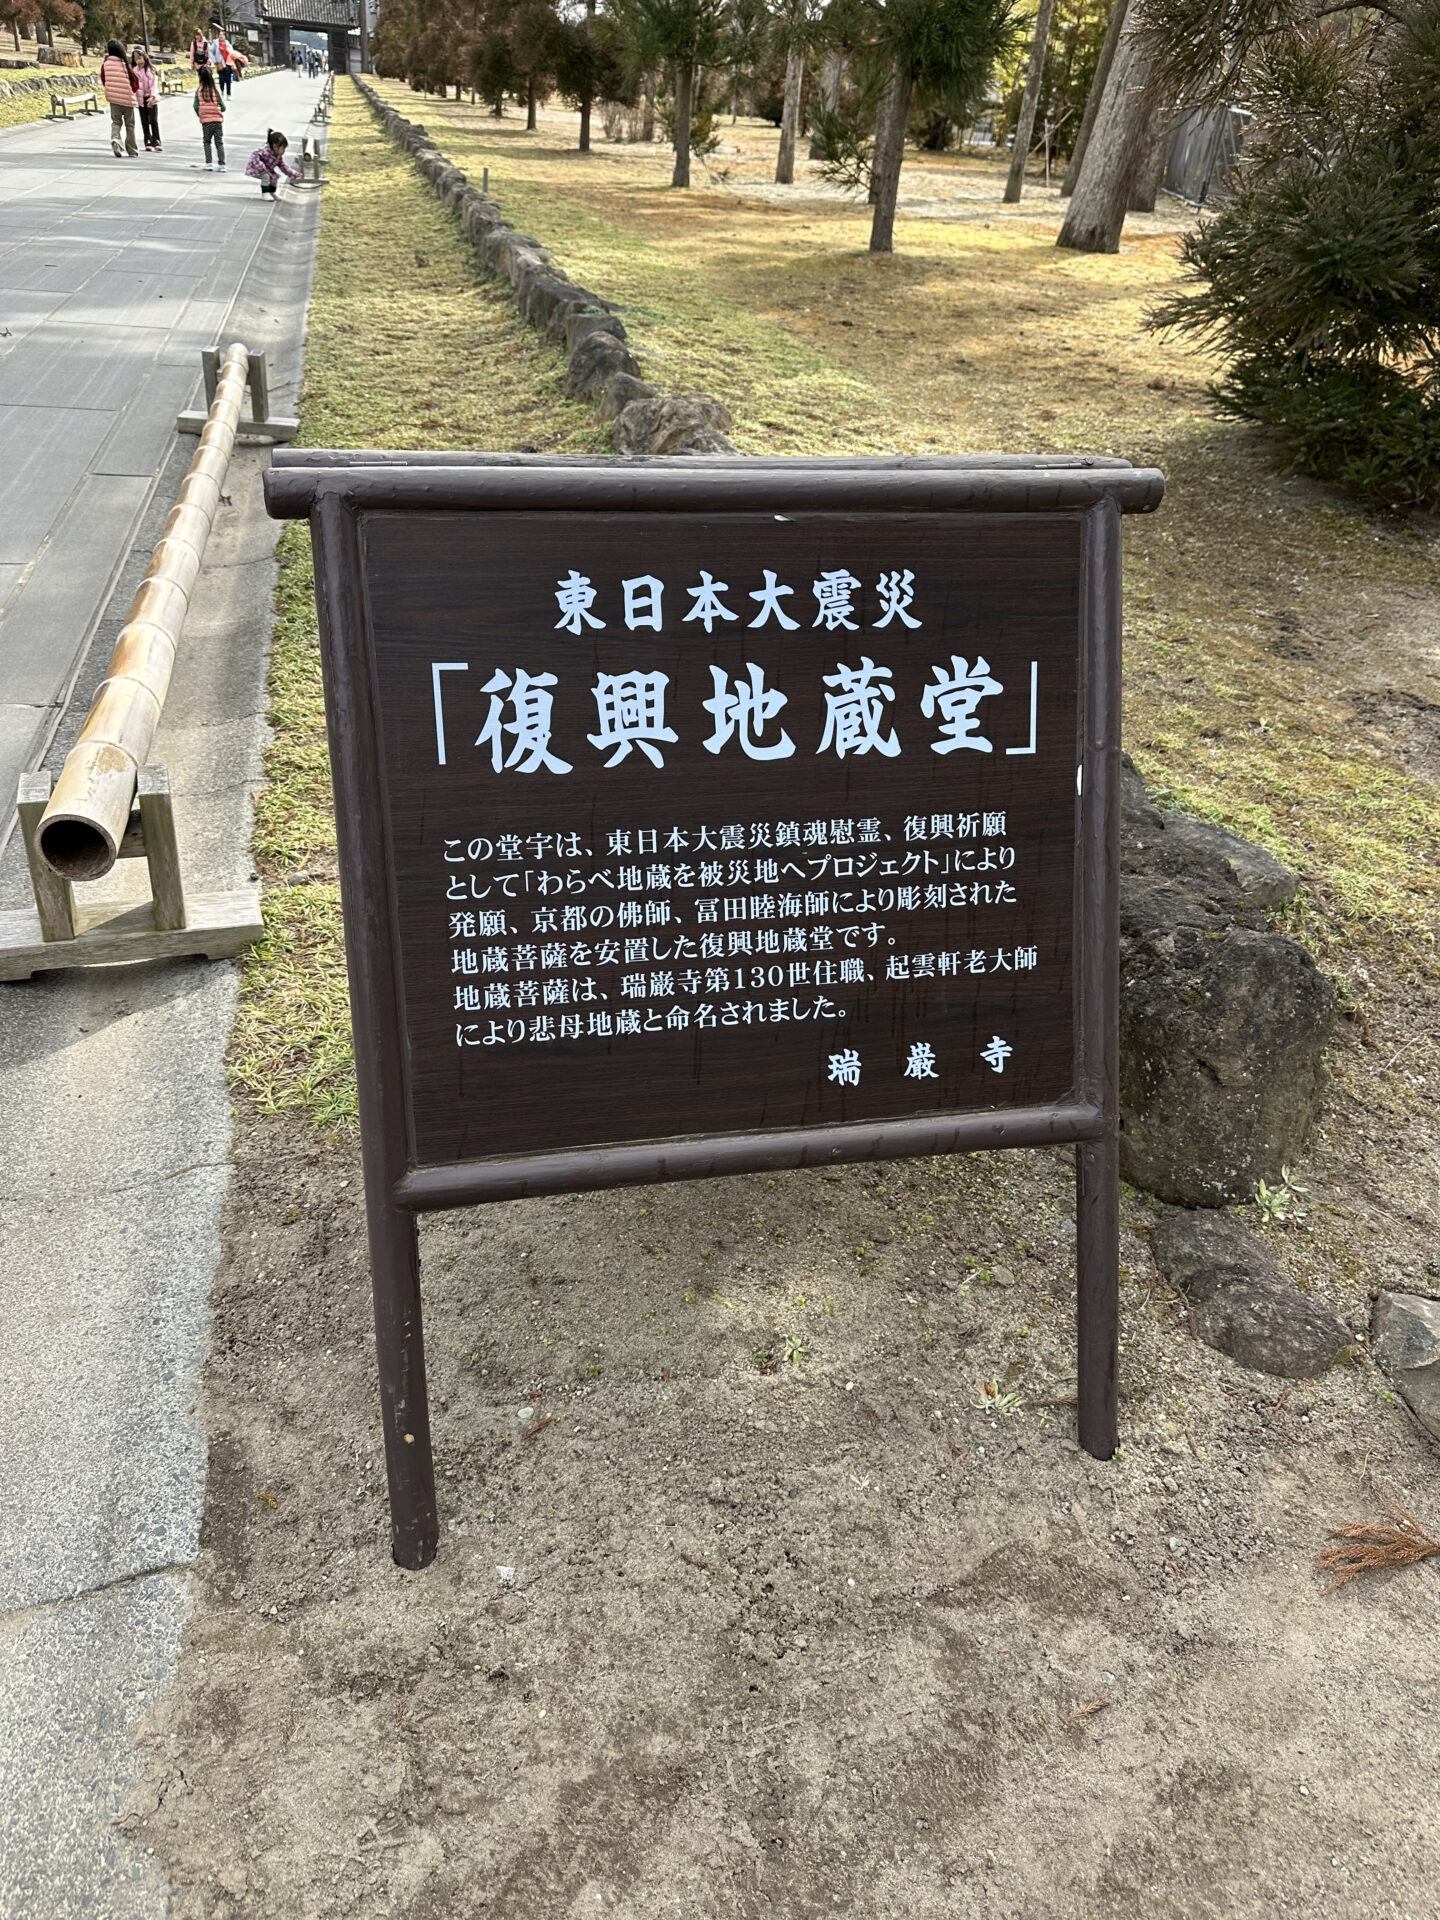 東日本大震災
「復興地蔵堂」
この堂宇は、東日本大震災鎮魂慰霊、復興祈願
として「わらべ地蔵を被災地へプロジェクト」により
発願、京都の佛師、冨田睦海師により彫刻された
地蔵菩薩を安置した復興地蔵堂です。
地蔵菩薩は、瑞巌寺第130世住職、起雲軒老大師
により悲母地蔵と命名されました。
瑞巌寺